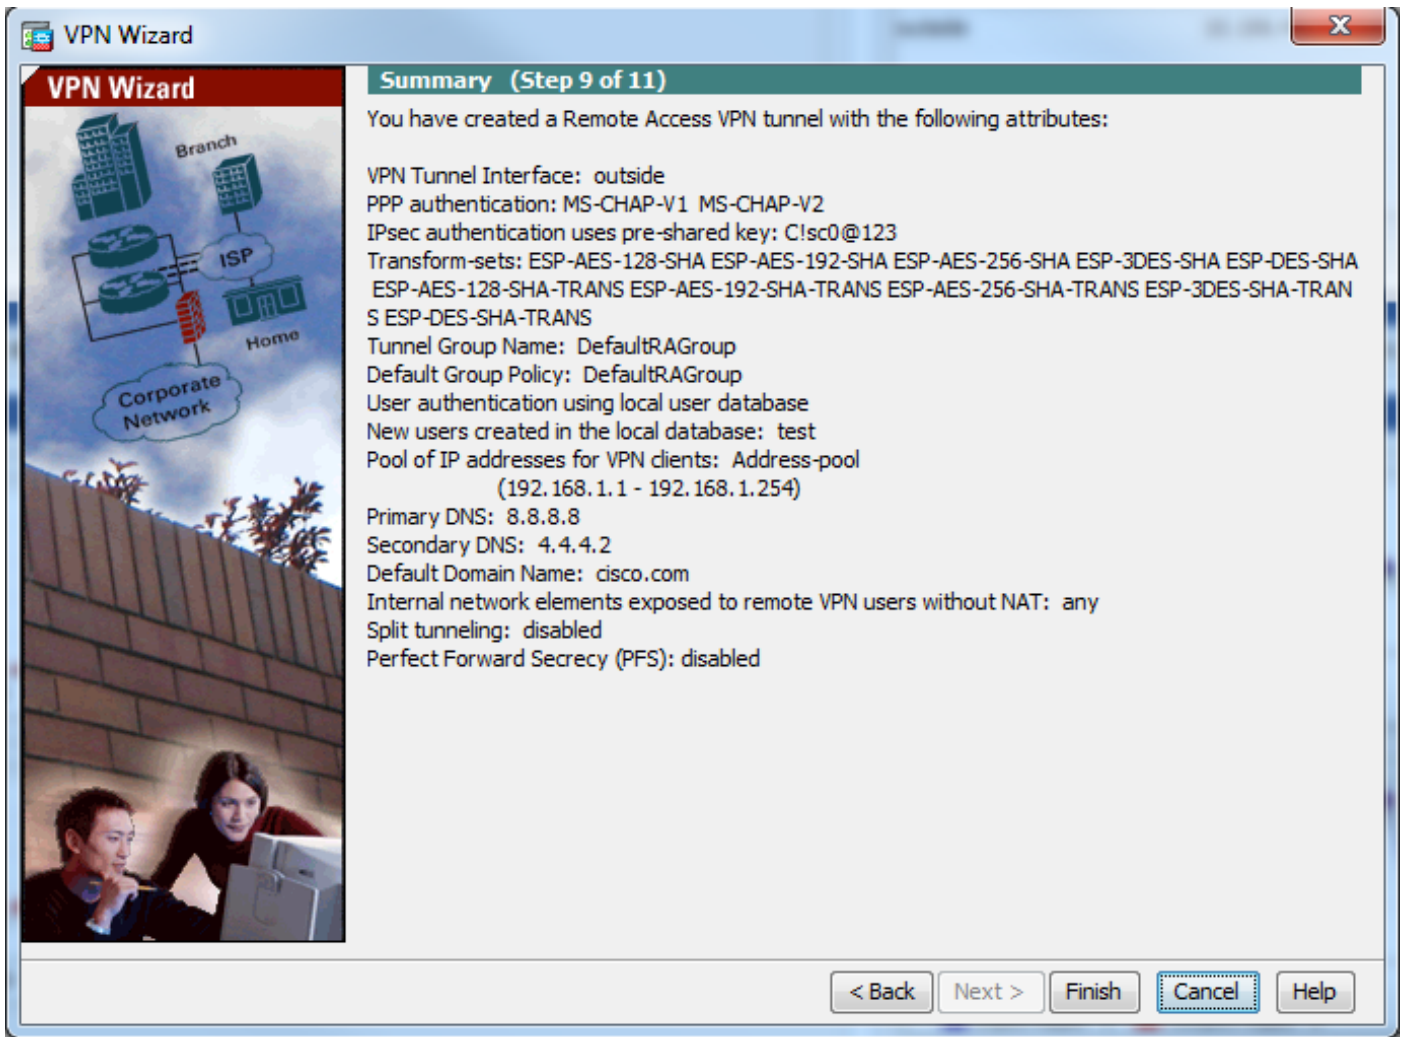 VPN Wizard
X
VPN Wizard
Branch
ISP
Home
Corporate
Network
Summary (Step 9 of 11)
You have created a Remote Access VPN tunnel with the following attributes:
VPN Tunnel Interface: outside
PPP authentication: MS-CHAP-V1 MS-CHAP-V2
IPsec authentication uses pre-shared key: C!sc0@123
Transform-sets: ESP-AES-128-SHA ESP-AES-192-SHA ESP-AES-256-SHA ESP-3DES-SHA ESP-DES-SHA
ESP-AES-128-SHA-TRANS ESP-AES-192-SHA-TRANS ESP-AES-256-SHA-TRANS ESP-3DES-SHA-TRAN
S ESP-DES-SHA-TRANS
Tunnel Group Name: DefaultRAGroup
Default Group Policy: DefaultRAGroup
User authentication using local user database
New users created in the local database: test
Pool of IP addresses for VPN clients: Address-pool
(192.168.1.1 - 192.168.1.254)
Primary DNS: 8.8.8.8
Secondary DNS: 4.4.4.2
Default Domain Name: cisco.com
Internal network elements exposed to remote VPN users without NAT: any
Split tunneling: disabled
Perfect Forward Secrecy (PFS): disabled
< Back Next > Finish Cancel Help